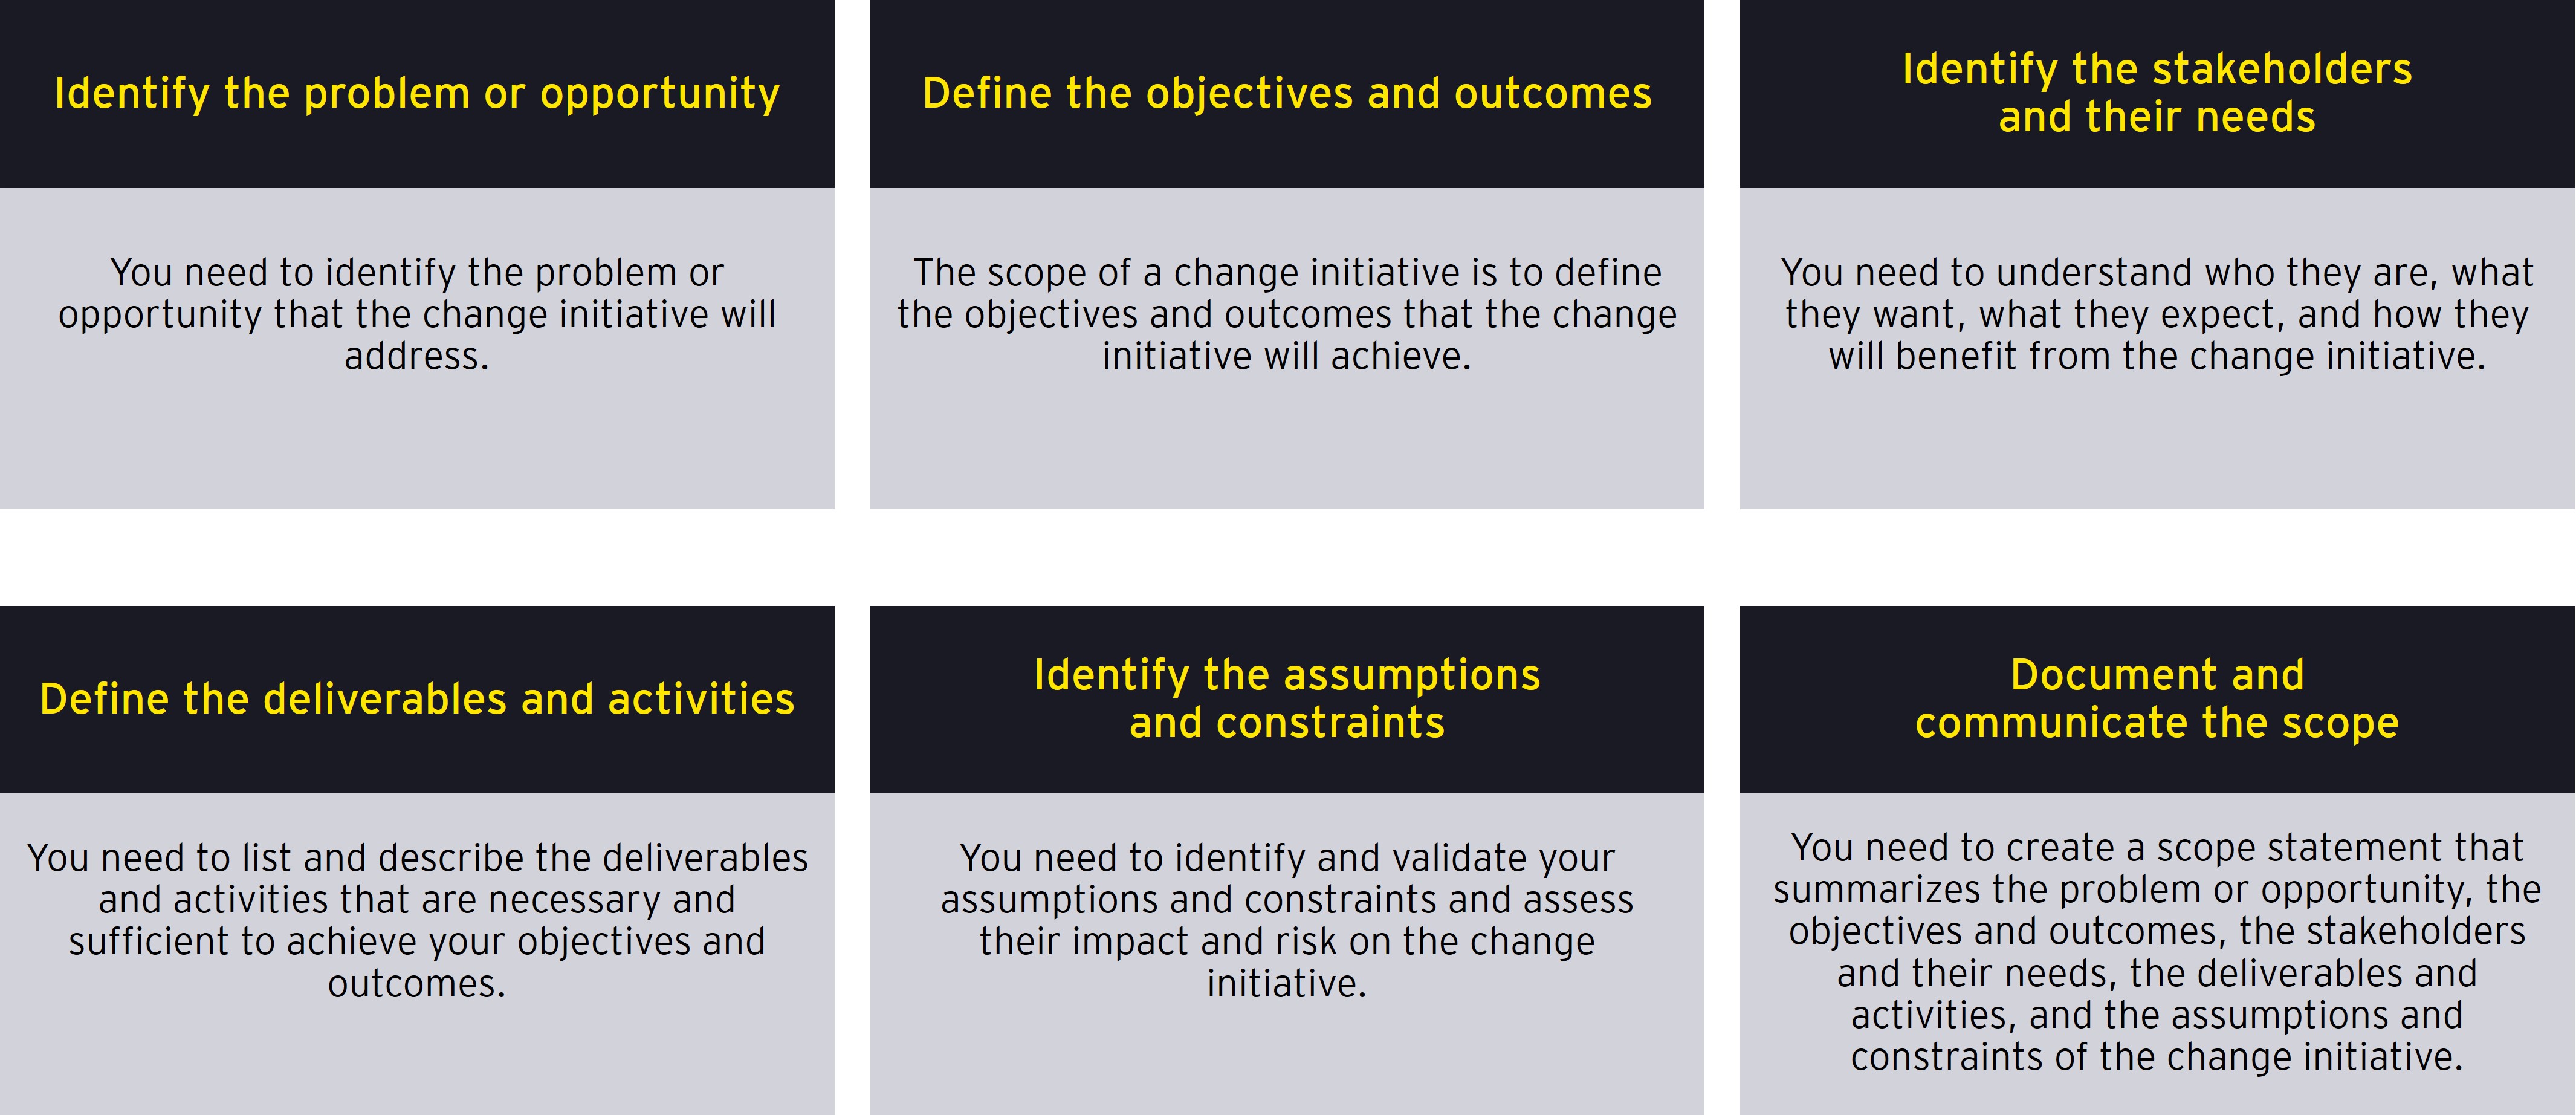 Identify the problem or opportunity
You need to identify the problem or
opportunity that the change initiative will
address.
Define the objectives and outcomes
The scope of a change initiative is to define
the objectives and outcomes that the change
initiative will achieve.
Identify the stakeholders
and their needs
You need to understand who they are, what
they want, what they expect, and how they
will benefit from the change initiative.
Define the deliverables and activities
You need to list and describe the deliverables
and activities that are necessary and
sufficient to achieve your objectives and
outcomes.
Identify the assumptions
and constraints
You need to identify and validate your
assumptions and constraints and assess
their impact and risk on the change
initiative.
Document and
communicate the scope
You need to create a scope statement that
summarizes the problem or opportunity, the
objectives and outcomes, the stakeholders
and their needs, the deliverables and
activities, and the assumptions and
constraints of the change initiative.